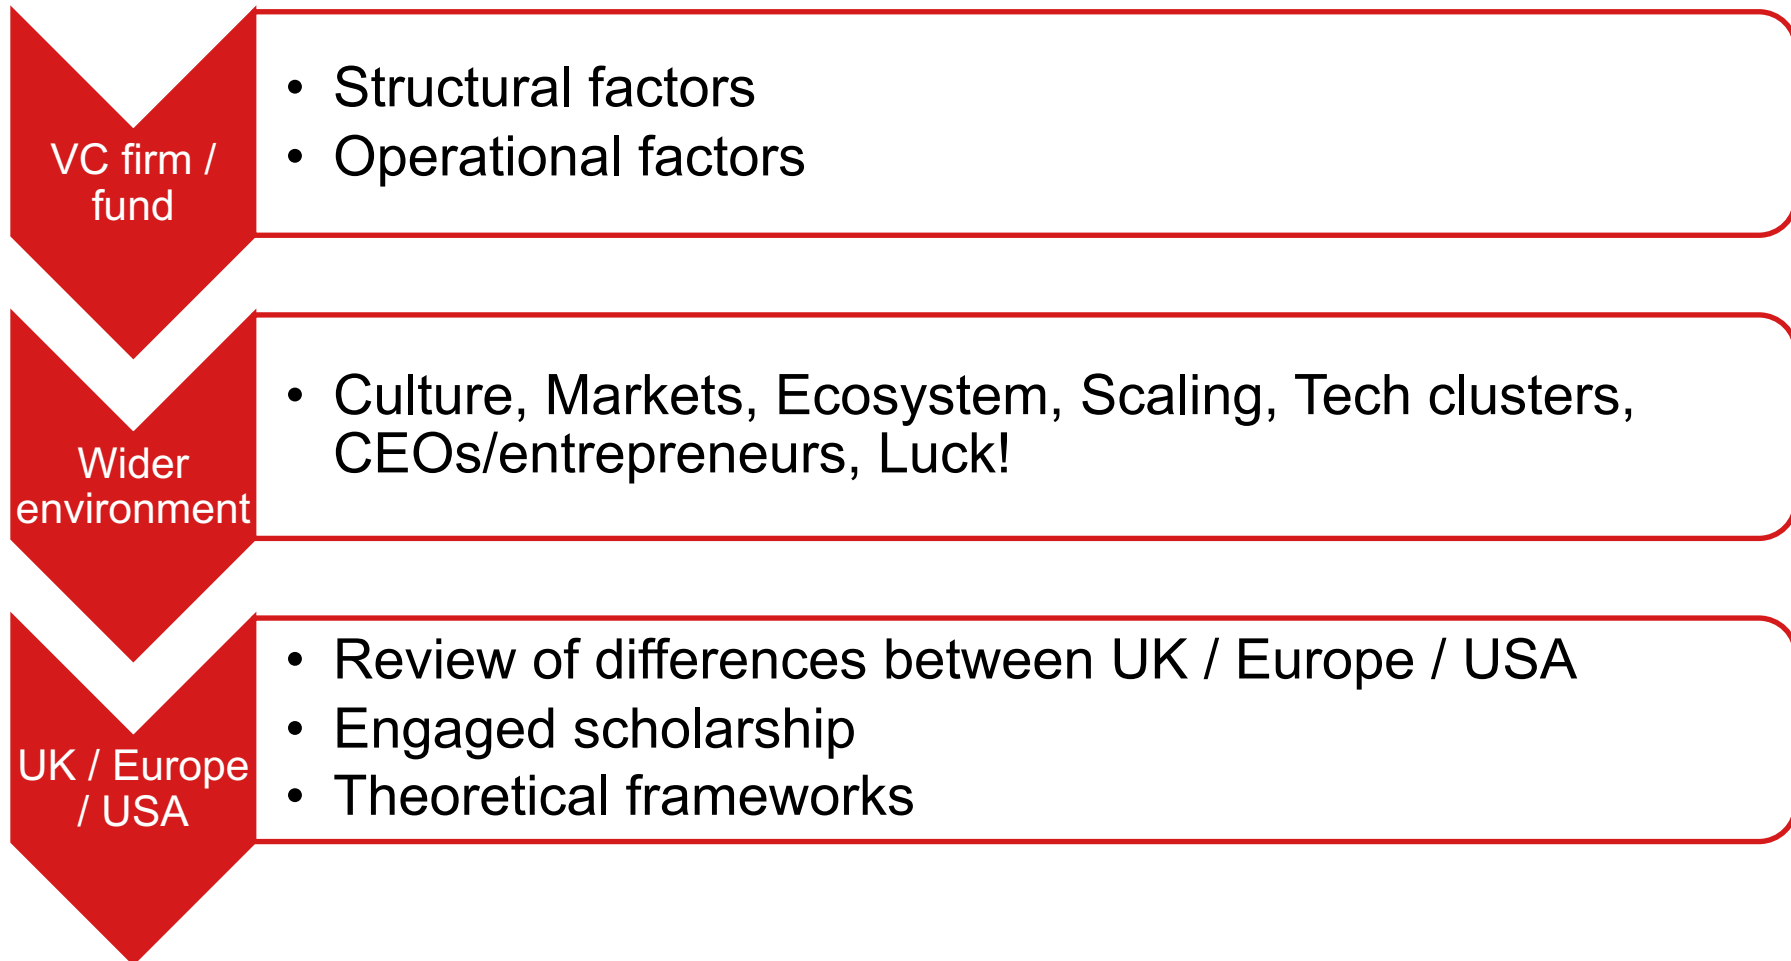 VC firm /
fund
• Structural factors
• Operational factors
Wider
environment
• Culture, Markets, Ecosystem, Scaling, Tech clusters,
CEOs/entrepreneurs, Luck!
UK / Europe
/ USA
• Review of differences between UK / Europe / USA
• Engaged scholarship
• Theoretical frameworks